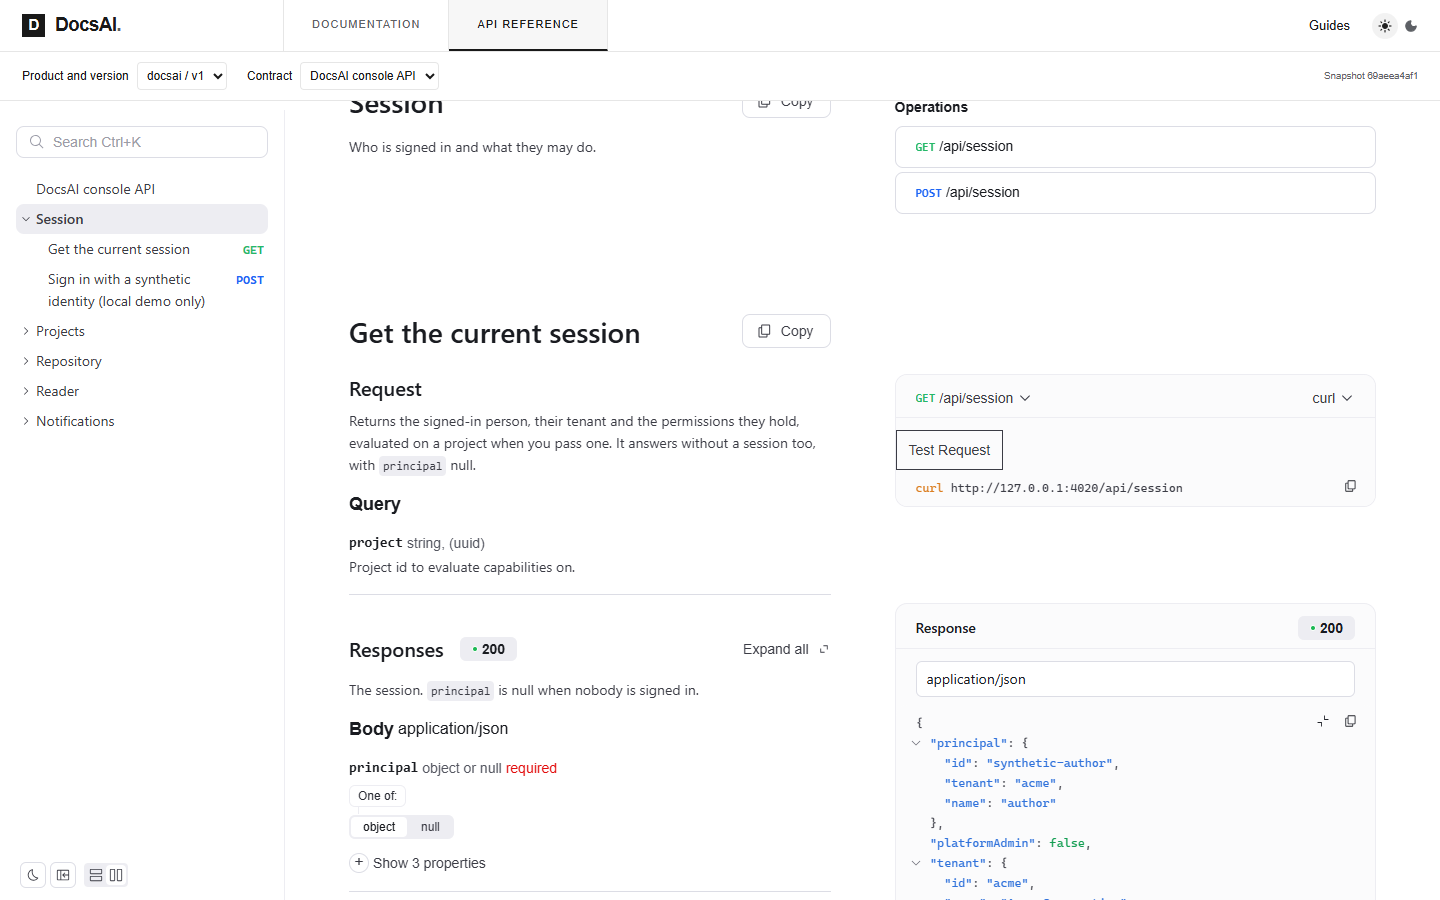 D DocsAI.
DOCUMENTATION
API REFERENCE
Guides
Product and version
docsai / v1
Contract
DocsAI console API
Snapshot 69aeea4af1
Search Ctrl+K
DocsAI console API
Session
Get the current session GET
Sign in with a synthetic POST
identity (local demo only)
Projects
Repository
Reader
Notifications
Session
Copy
Who is signed in and what they may do.
Operations
GET /api/session
POST /api/session
Get the current session
Copy
Request
Returns the signed-in person, their tenant and the permissions they hold,
evaluated on a project when you pass one. It answers without a session too,
with principal null.
Query
project string, (uuid)
Project id to evaluate capabilities on.
GET /api/session
curl
Test Request
curl http://127.0.0.1:4020/api/session
Responses
200
Expand all
The session. principal is null when nobody is signed in.
Body application/json
principal object or null required
One of:
object null
Show 3 properties
Response
200
application/json
{
"principal": {
"id": "synthetic-author",
"tenant": "acme",
"name": "author"
},
"platformAdmin": false,
"tenant": {
"id": "acme",